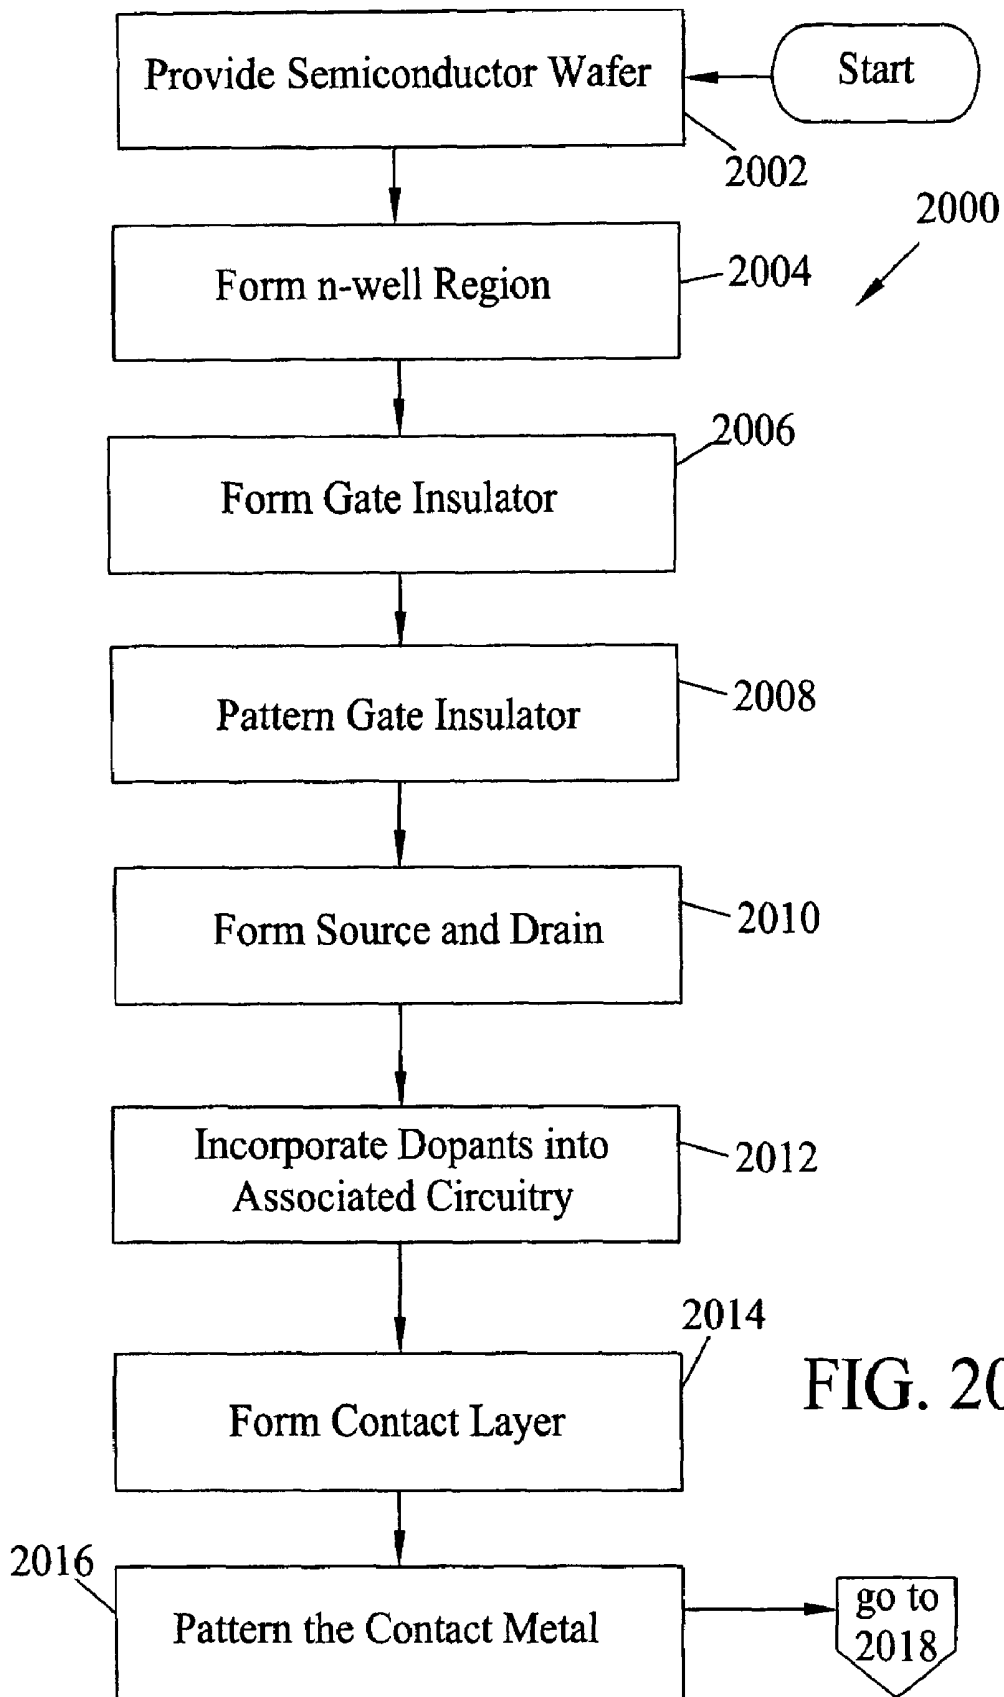 Start
Provide Semiconductor Wafer
2002
2000
Form n-well Region
2004
2006
Form Gate Insulator
Pattern Gate Insulator
2008
Form Source and Drain
2010
Incorporate Dopants into
Associated Circuitry
2012
2014
Form Contact Layer
FIG. 20
2016
Pattern the Contact Metal
go to
2018